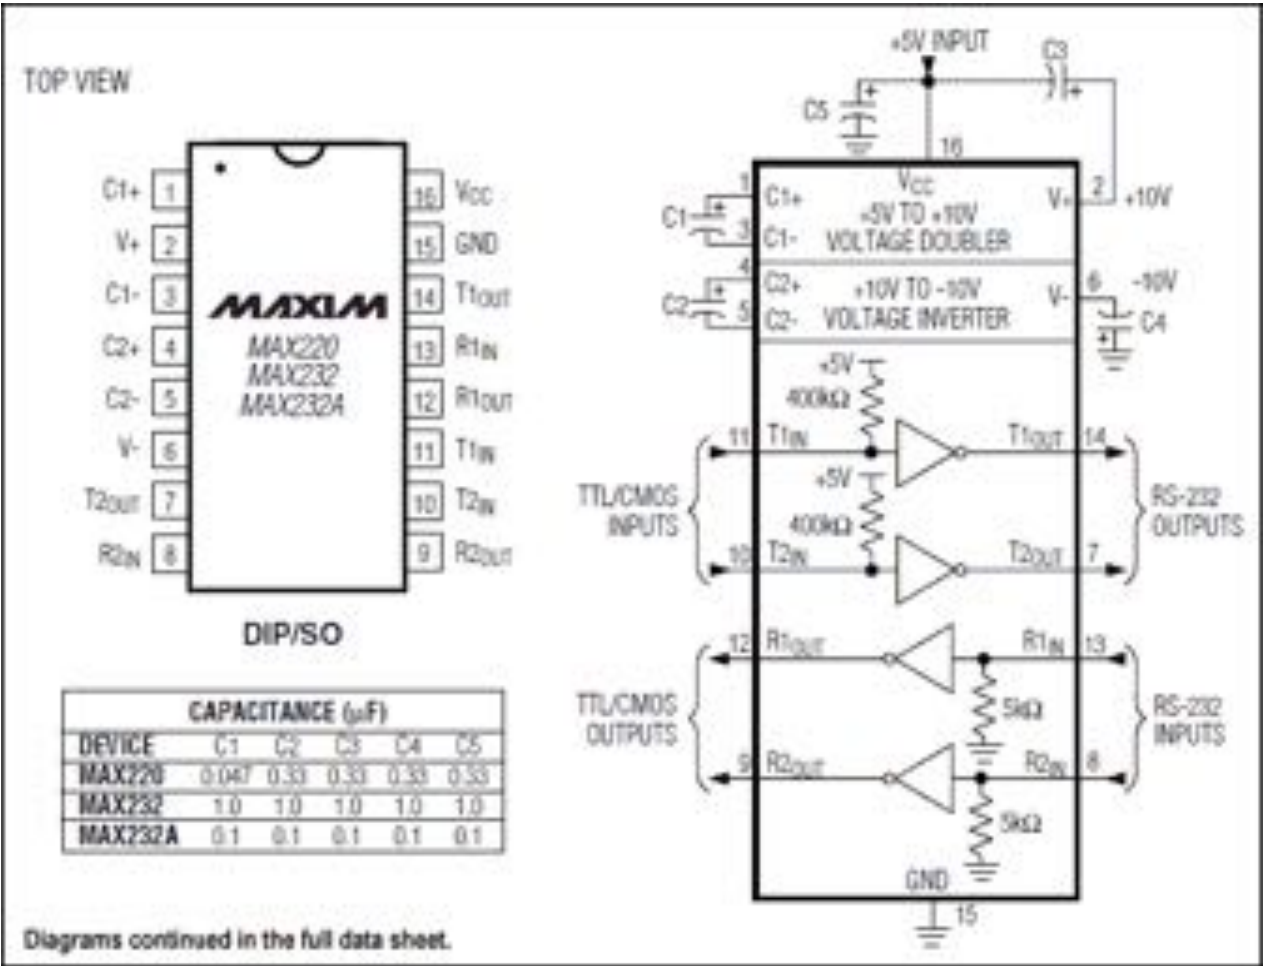 TOP VIEW
C1+ 1
V+ 2
C1- 3
C2+ 4
C2- 5
V- 6
T2OUT 7
R2IN 8
16 VCC
15 GND
14 T1OUT
13 R1IN
12 R1OUT
11 T1IN
10 T2IN
9 R2OUT
MAXIM
MAX220
MAX232
MAX232A
DIP/SO
CAPACITANCE (µF)
DEVICE C1 C2 C3 C4 C5
MAX220 0.047 0.33 0.33 0.33 0.33
MAX232 1.0 1.0 1.0 1.0 1.0
MAX232A 0.1 0.1 0.1 0.1 0.1
Diagrams continued in the full data sheet.
+5V INPUT
C3
+
C5
+
16
VCC
1
C1+
C1
+
3
C1-
+5V TO +10V
VOLTAGE DOUBLER
V+
2
+10V
4
C2+
C2
+
5
C2-
+10V TO -10V
VOLTAGE INVERTER
V-
6
-10V
C4
+
+5V
400kΩ
11 T1IN
T1OUT 14
+5V
400kΩ
10 T2IN
T2OUT 7
TTL/CMOS
INPUTS
RS-232
OUTPUTS
12 R1OUT
R1IN 13
5kΩ
9 R2OUT
R2IN 8
5kΩ
TTL/CMOS
OUTPUTS
RS-232
INPUTS
GND
15